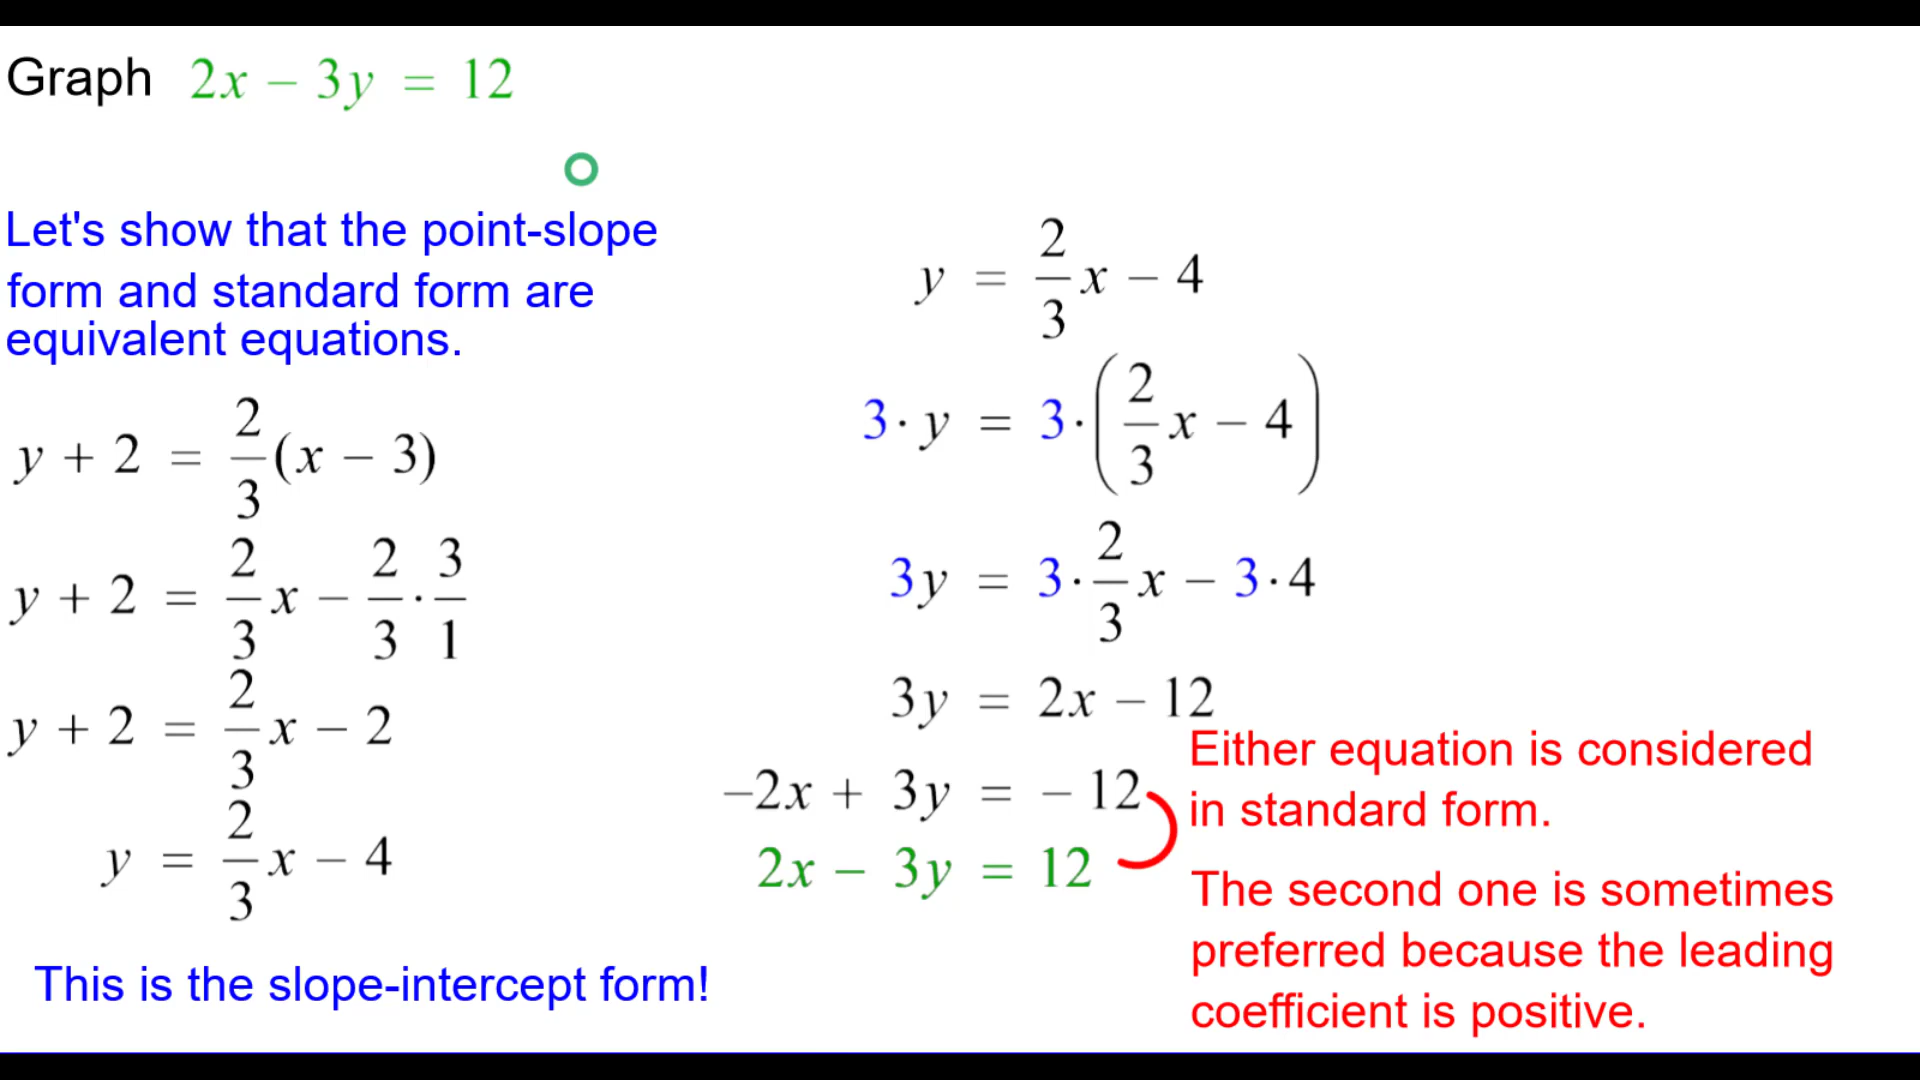 Graph 2x − 3y = 12
Let's show that the point-slope
form and standard form are
equivalent equations.
y + 2 = 2/3(x − 3)
y + 2 = 2/3x − 2/3 · 3/1
y + 2 = 2/3x − 2
y = 2/3x − 4
This is the slope-intercept form!
y = 2/3x − 4
3 · y = 3 · (2/3x − 4)
3y = 3 · 2/3x − 3 · 4
3y = 2x − 12
−2x + 3y = −12
2x − 3y = 12
Either equation is considered
in standard form.
The second one is sometimes
preferred because the leading
coefficient is positive.